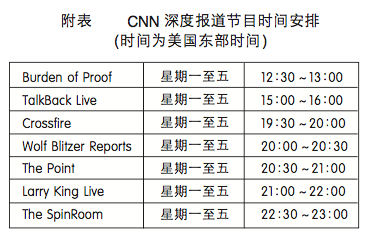 附表 CNN 深度报道节目时间安排
(时间为美国东部时间)
Burden of Proof 星期一至五 12:30~13:00
TalkBack Live 星期一至五 15:00~16:00
Crossfire 星期一至五 19:30~20:00
Wolf Blitzer Reports 星期一至五 20:00~20:30
The Point 星期一至五 20:30~21:00
Larry King Live 星期一至五 21:00~22:00
The SpinRoom 星期一至五 22:30~23:00